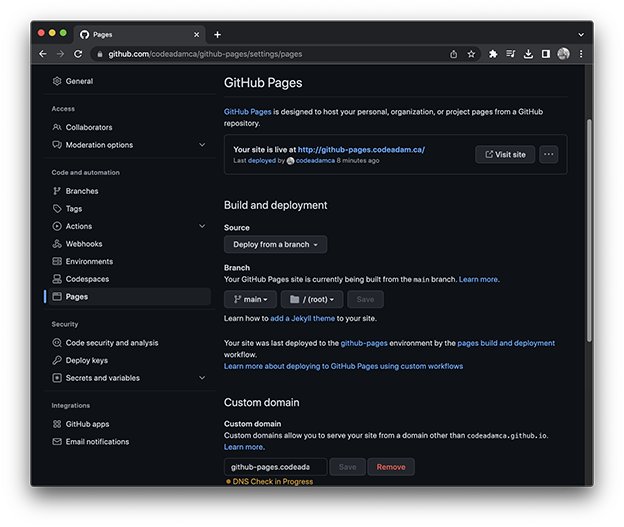 Pages
github.com/codeadamca/github-pages/settings/pages
General
Access
Collaborators
Moderation options
Code and automation
Branches
Tags
Actions
Webhooks
Environments
Codespaces
Pages
Security
Code security and analysis
Deploy keys
Secrets and variables
Integrations
GitHub apps
Email notifications
GitHub Pages
GitHub Pages is designed to host your personal, organization, or project pages from a GitHub
repository.
Your site is live at http://github-pages.codeadam.ca/
Last deployed by codeadamca 8 minutes ago
Visit site
Build and deployment
Source
Deploy from a branch
Branch
Your GitHub Pages site is currently being built from the main branch. Learn more.
main / (root) Save
Learn how to add a Jekyll theme to your site.
Your site was last deployed to the github-pages environment by the pages build and deployment
workflow.
Learn more about deploying to GitHub Pages using custom workflows
Custom domain
Custom domain
Custom domains allow you to serve your site from a domain other than codeadamca.github.io.
Learn more.
github-pages.codeada Save Remove
DNS Check in Progress